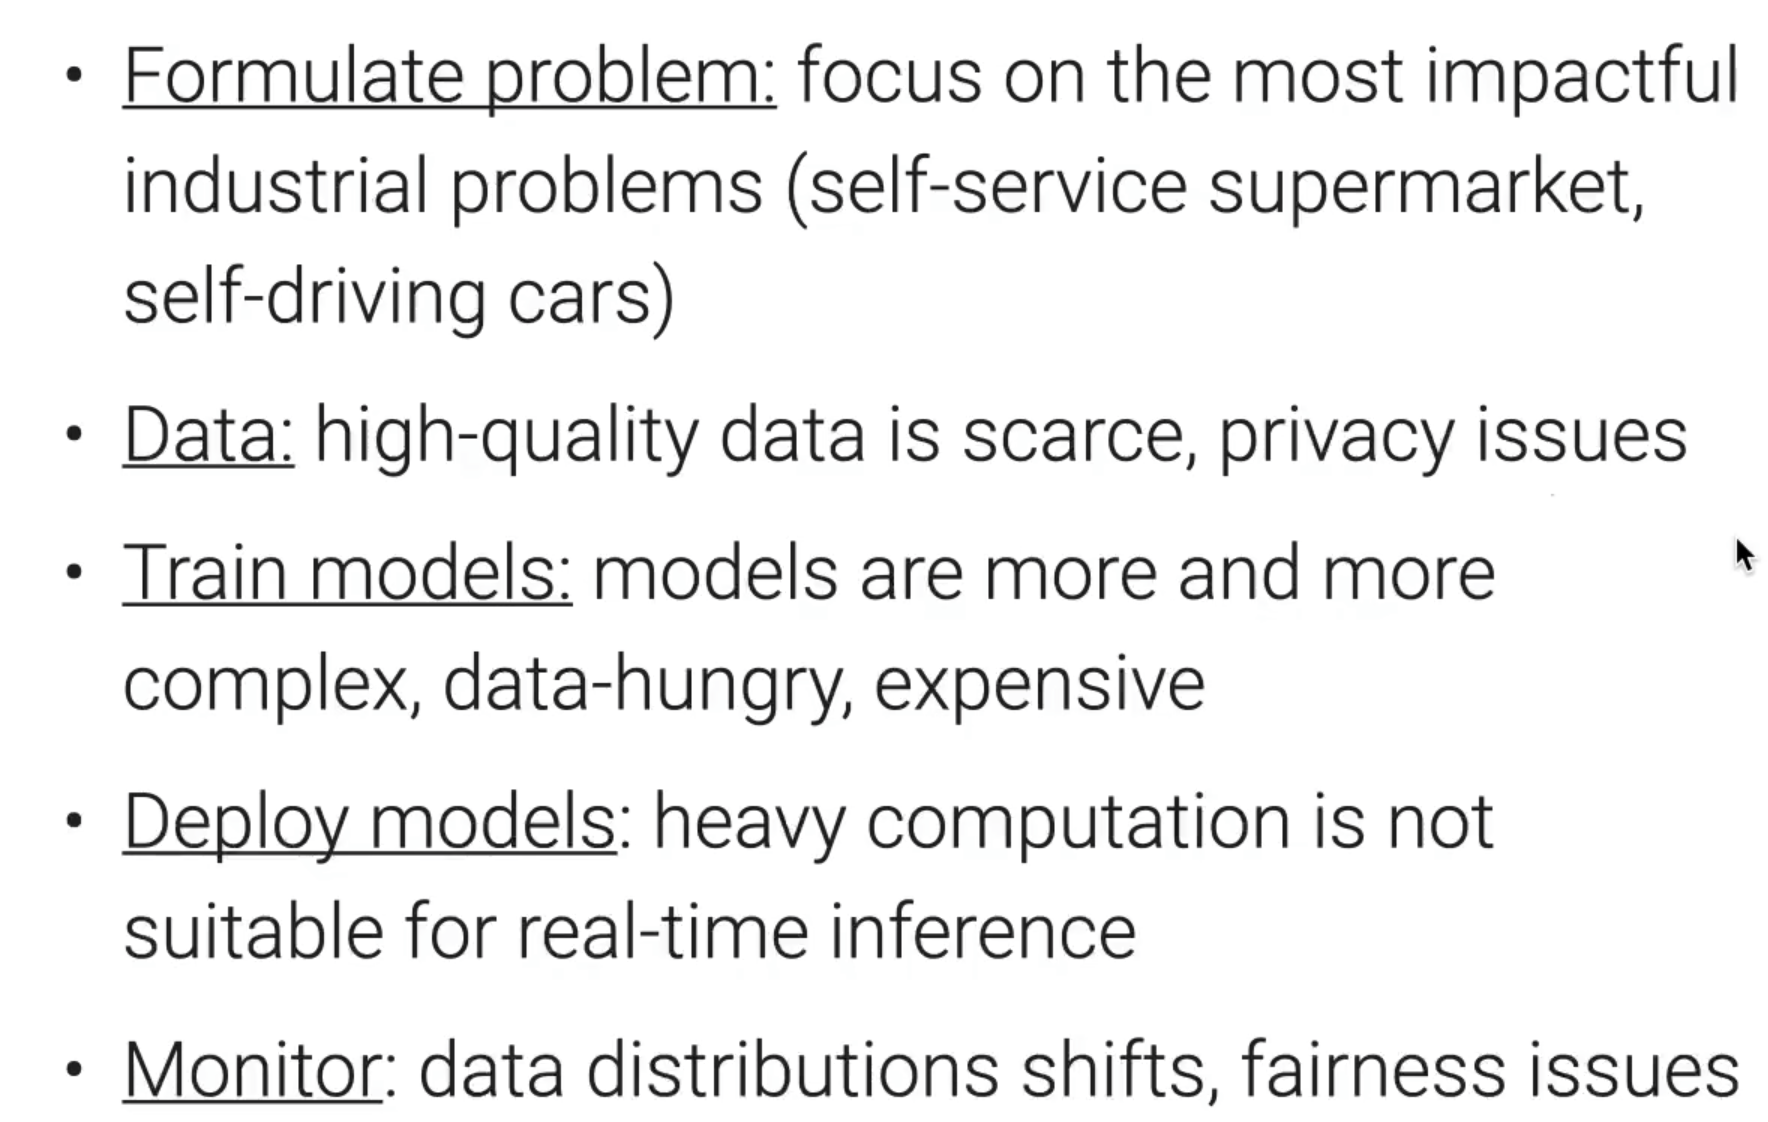 • Formulate problem: focus on the most impactful
industrial problems (self-service supermarket,
self-driving cars)
• Data: high-quality data is scarce, privacy issues
• Train models: models are more and more
complex, data-hungry, expensive
• Deploy models: heavy computation is not
suitable for real-time inference
• Monitor: data distributions shifts, fairness issues